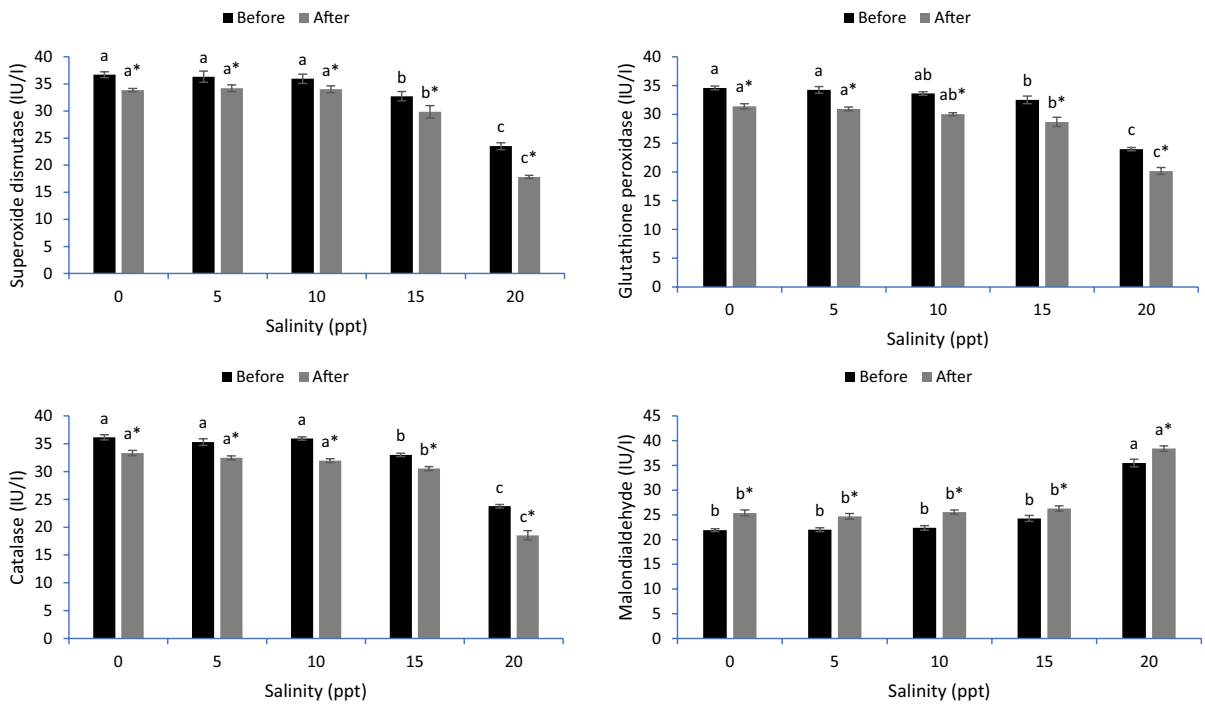 Before After
Superoxide dismutase (IU/l)
40
35
30
25
20
15
10
5
0
a a* a a* a a* b b* c c*
0 5 10 15 20
Salinity (ppt)
Before After
Glutathione peroxidase (IU/l)
40
35
30
25
20
15
10
5
0
a a* a a* ab ab* b b* c c*
0 5 10 15 20
Salinity (ppt)
Before After
Catalase (IU/l)
40
35
30
25
20
15
10
5
0
a a* a a* a a* b b* c c*
0 5 10 15 20
Salinity (ppt)
Before After
Malondialdehyde (IU/l)
45
40
35
30
25
20
15
10
5
0
b b* b b* b b* b b* a a*
0 5 10 15 20
Salinity (ppt)